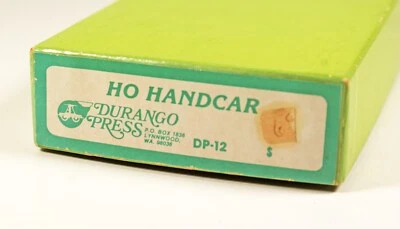 HO HANDCAR
DURANGO
PRESS
P.O. BOX 1836
LYNNWOOD,
WA. 98036
DP-12
$